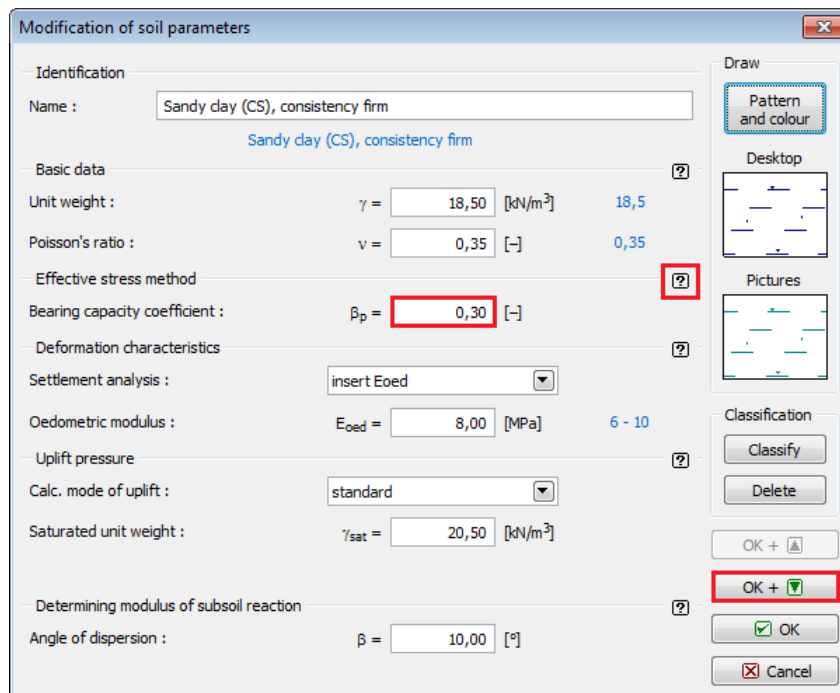 Modification of soil parameters
Identification
Name :
Sandy clay (CS), consistency firm
Sandy clay (CS), consistency firm
Basic data
?
Unit weight :
γ =
18,50
[kN/m³]
18,5
Poisson's ratio :
ν =
0,35
[–]
0,35
Effective stress method
?
Bearing capacity coefficient :
βp =
0,30
[–]
Deformation characteristics
?
Settlement analysis :
insert Eoed
Oedometric modulus :
Eoed =
8,00
[MPa]
6 - 10
Uplift pressure
?
Calc. mode of uplift :
standard
Saturated unit weight :
γsat =
20,50
[kN/m³]
Determining modulus of subsoil reaction
?
Angle of dispersion :
β =
10,00
[°]
Draw
Pattern
and colour
Desktop
Pictures
Classification
Classify
Delete
OK +
OK +
OK
Cancel